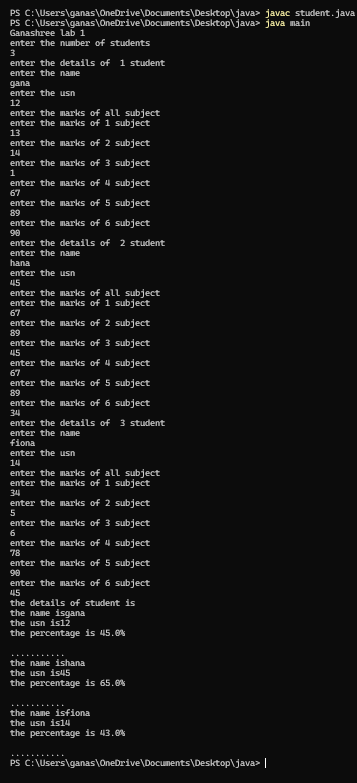 PS C:\Users\ganas\OneDrive\Documents\Desktop\java> javac student.java
PS C:\Users\ganas\OneDrive\Documents\Desktop\java> java main
Ganashree lab 1
enter the number of students
3
enter the details of  1 student
enter the name
gana
enter the usn
12
enter the marks of all subject
enter the marks of 1 subject
13
enter the marks of 2 subject
14
enter the marks of 3 subject
1
enter the marks of 4 subject
67
enter the marks of 5 subject
89
enter the marks of 6 subject
90
enter the details of  2 student
enter the name
hana
enter the usn
45
enter the marks of all subject
enter the marks of 1 subject
67
enter the marks of 2 subject
89
enter the marks of 3 subject
45
enter the marks of 4 subject
67
enter the marks of 5 subject
89
enter the marks of 6 subject
34
enter the details of  3 student
enter the name
fiona
enter the usn
14
enter the marks of all subject
enter the marks of 1 subject
34
enter the marks of 2 subject
5
enter the marks of 3 subject
6
enter the marks of 4 subject
78
enter the marks of 5 subject
90
enter the marks of 6 subject
45
the details of student is
the name isgana
the usn is12
the percentage is 45.0%
...........
the name ishana
the usn is45
the percentage is 65.0%
...........
the name isfiona
the usn is14
the percentage is 43.0%
...........
PS C:\Users\ganas\OneDrive\Documents\Desktop\java>